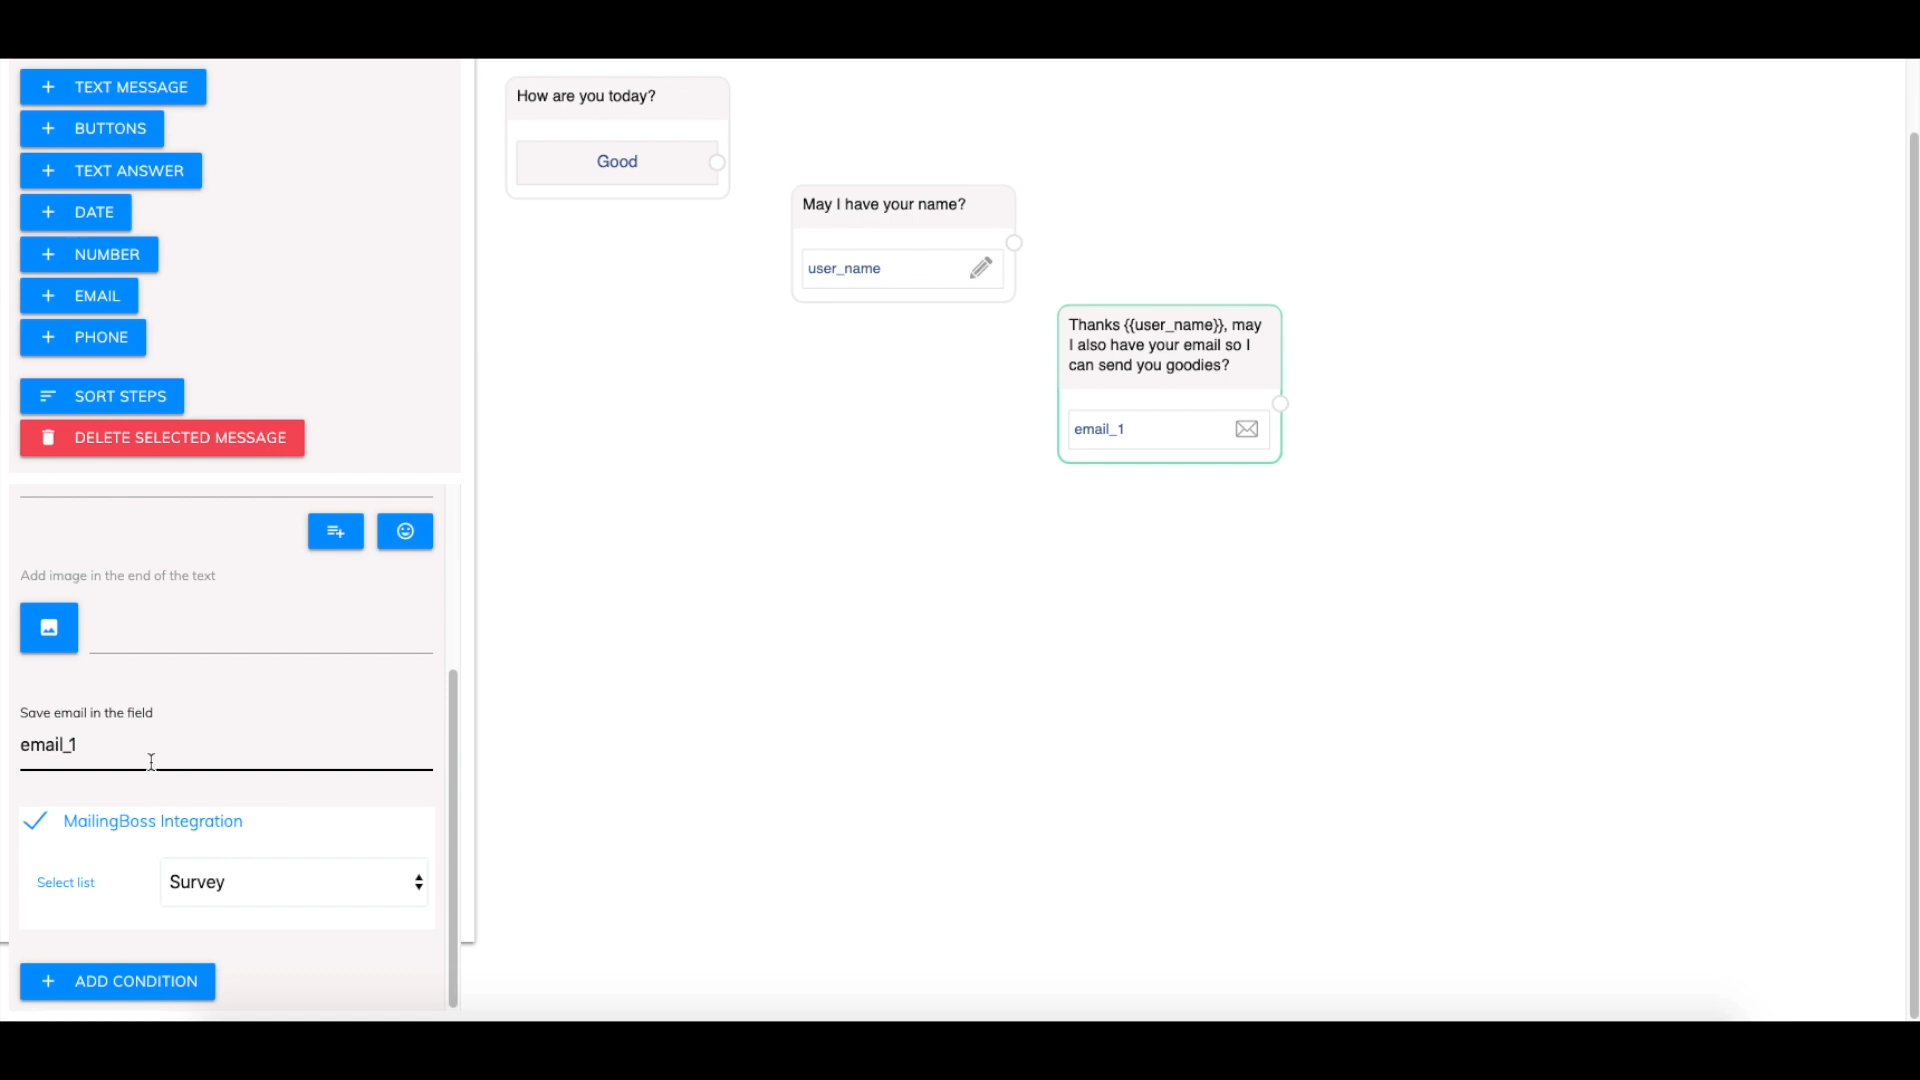 TEXT MESSAGE
BUTTONS
TEXT ANSWER
DATE
NUMBER
EMAIL
PHONE
SORT STEPS
DELETE SELECTED MESSAGE
Add image in the end of the text
Save email in the field
email_1
MailingBoss Integration
Select list
Survey
ADD CONDITION
How are you today?
Good
May I have your name?
user_name
Thanks {{user_name}}, may
I also have your email so I
can send you goodies?
email_1